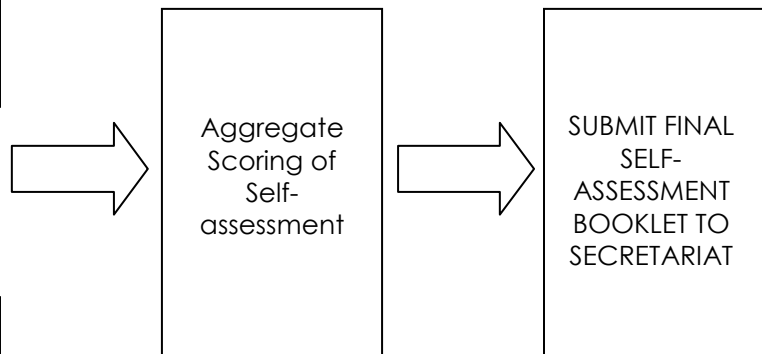 Aggregate
Scoring of
Self-
assessment
SUBMIT FINAL
SELF-
ASSESSMENT
BOOKLET TO
SECRETARIAT